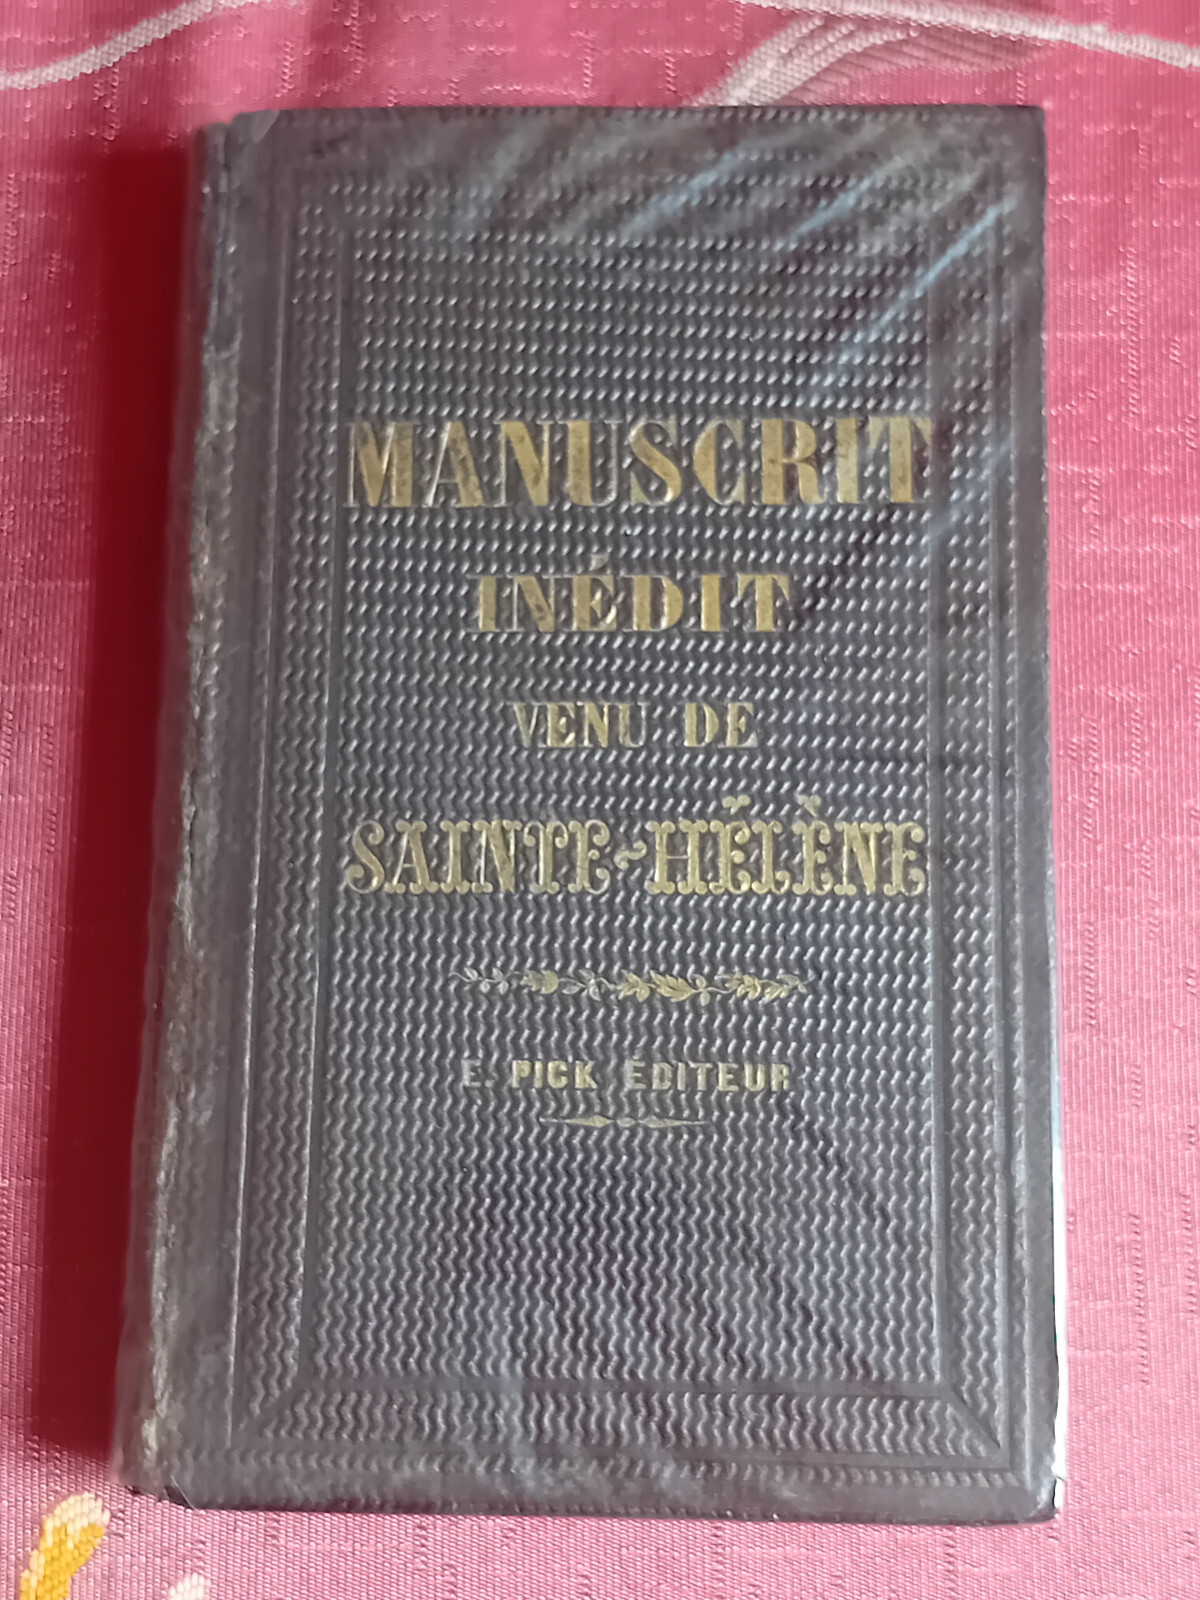 MANUSCRIT
INÉDIT
VENU DE
SAINTE-HÉLÈNE
E. PICK ÉDITEUR